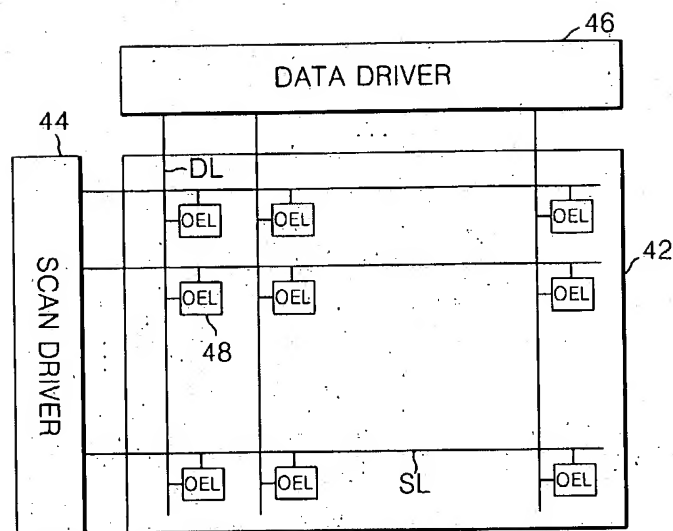 46
DATA DRIVER
44
DL
OEL OEL OEL
42
OEL OEL OEL
48
SCAN DRIVER
SL
OEL OEL OEL